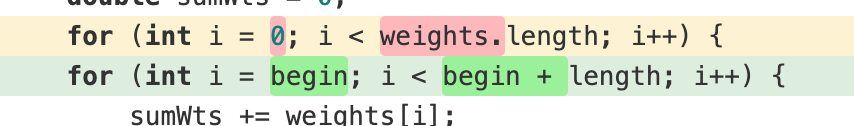 double sumWts = 0;
for (int i = 0; i < weights.length; i++) {
for (int i = begin; i < begin + length; i++) {
sumWts += weights[i];